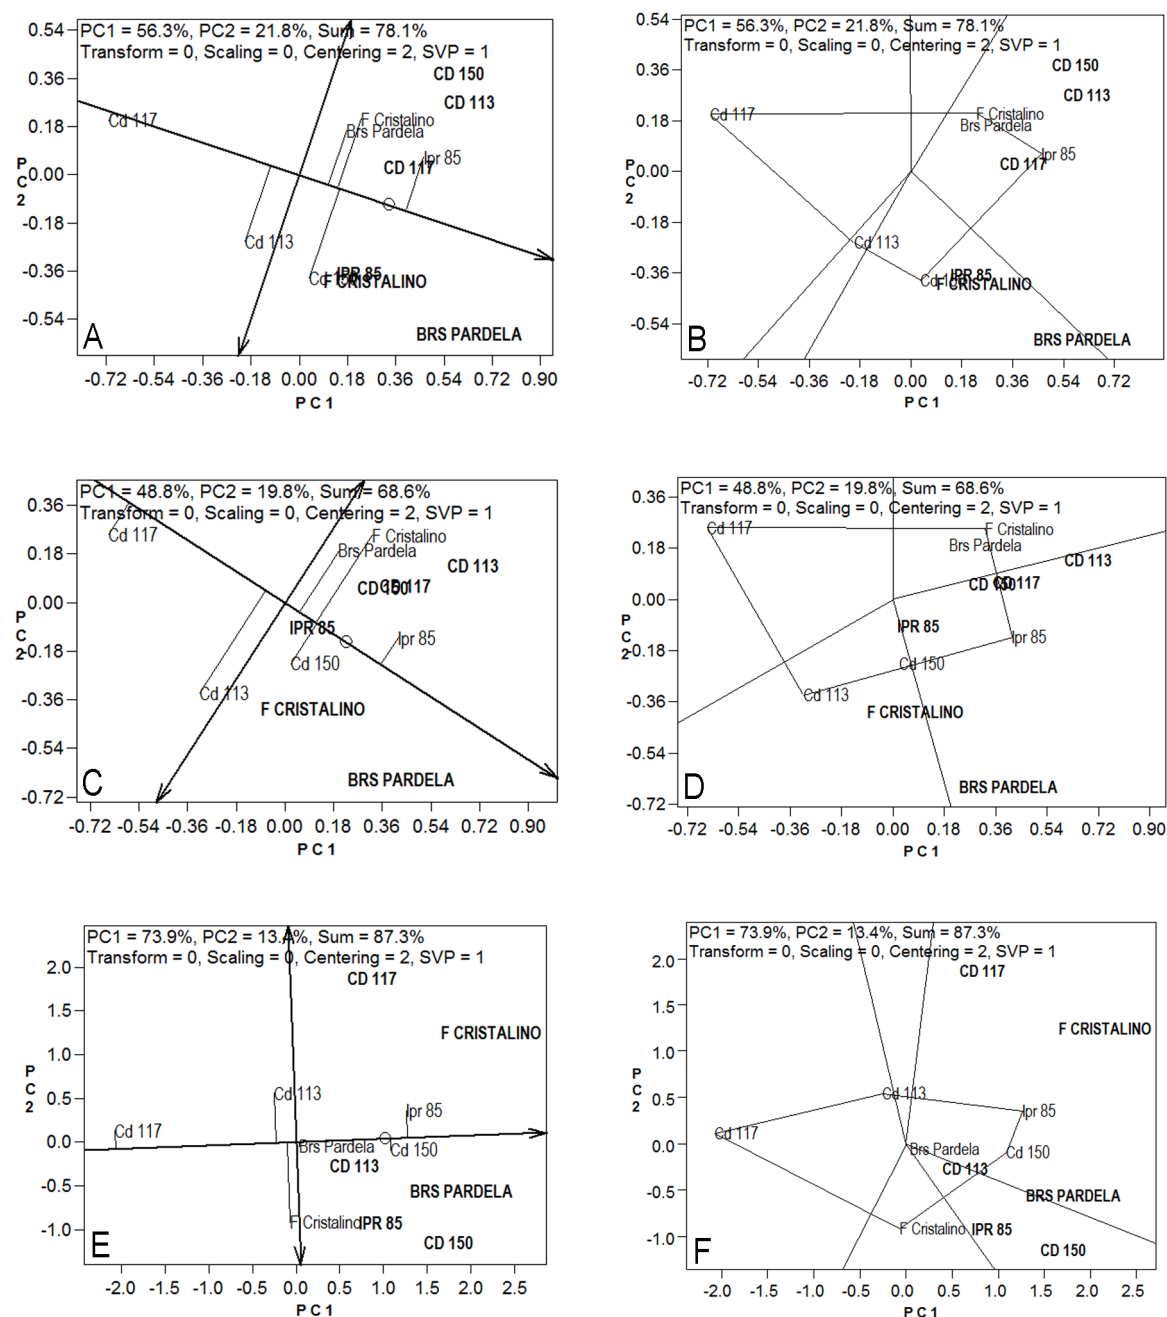 PC1 = 56.3%, PC2 = 21.8%, Sum = 78.1%
Transform = 0, Scaling = 0, Centering = 2, SVP = 1
CD 150
CD 113
F Cristalino
Cd 117
Brs Pardela
Ipr 85
CD 117
Cd 113
IPR 85
Cd 150
F CRISTALINO
BRS PARDELA
A
0.54
0.36
0.18
0.00
-0.18
-0.36
-0.54
PC2
-0.72 -0.54 -0.36 -0.18 0.00 0.18 0.36 0.54 0.72 0.90
PC1
PC1 = 56.3%, PC2 = 21.8%, Sum = 78.1%
Transform = 0, Scaling = 0, Centering = 2, SVP = 1
CD 150
CD 113
F Cristalino
Cd 117
Brs Pardela
Ipr 85
CD 117
Cd 113
IPR 85
Cd 150
F CRISTALINO
BRS PARDELA
B
0.54
0.36
0.18
0.00
-0.18
-0.36
-0.54
PC2
-0.72 -0.54 -0.36 -0.18 0.00 0.18 0.36 0.54 0.72
PC1
PC1 = 48.8%, PC2 = 19.8%, Sum = 68.6%
Transform = 0, Scaling = 0, Centering = 2, SVP = 1
Cd 117
F Cristalino
Brs Pardela
CD 113
CD 150
CD 117
IPR 85
Ipr 85
Cd 150
Cd 113
F CRISTALINO
BRS PARDELA
C
0.36
0.18
0.00
-0.18
-0.36
-0.54
-0.72
PC2
-0.72 -0.54 -0.36 -0.18 0.00 0.18 0.36 0.54 0.72 0.90
PC1
PC1 = 48.8%, PC2 = 19.8%, Sum = 68.6%
Transform = 0, Scaling = 0, Centering = 2, SVP = 1
Cd 117
F Cristalino
Brs Pardela
CD 113
CD 150
CD 117
IPR 85
Ipr 85
Cd 150
Cd 113
F CRISTALINO
BRS PARDELA
D
0.36
0.18
0.00
-0.18
-0.36
-0.54
-0.72
PC2
-0.72 -0.54 -0.36 -0.18 0.00 0.18 0.36 0.54 0.72 0.90
PC1
PC1 = 73.9%, PC2 = 13.4%, Sum = 87.3%
Transform = 0, Scaling = 0, Centering = 2, SVP = 1
CD 117
F CRISTALINO
Cd 113
Ipr 85
Cd 117
Brs Pardela
Cd 150
CD 113
BRS PARDELA
F Cristalino
IPR 85
CD 150
E
2.0
1.5
1.0
0.5
0.0
-0.5
-1.0
PC2
-2.0 -1.5 -1.0 -0.5 0.0 0.5 1.0 1.5 2.0 2.5
PC1
PC1 = 73.9%, PC2 = 13.4%, Sum = 87.3%
Transform = 0, Scaling = 0, Centering = 2, SVP = 1
CD 117
F CRISTALINO
Cd 113
Ipr 85
Cd 117
Brs Pardela
Cd 150
CD 113
BRS PARDELA
F Cristalino
IPR 85
CD 150
F
2.0
1.5
1.0
0.5
0.0
-0.5
-1.0
PC2
-2.0 -1.5 -1.0 -0.5 0.0 0.5 1.0 1.5 2.0 2.5
PC1